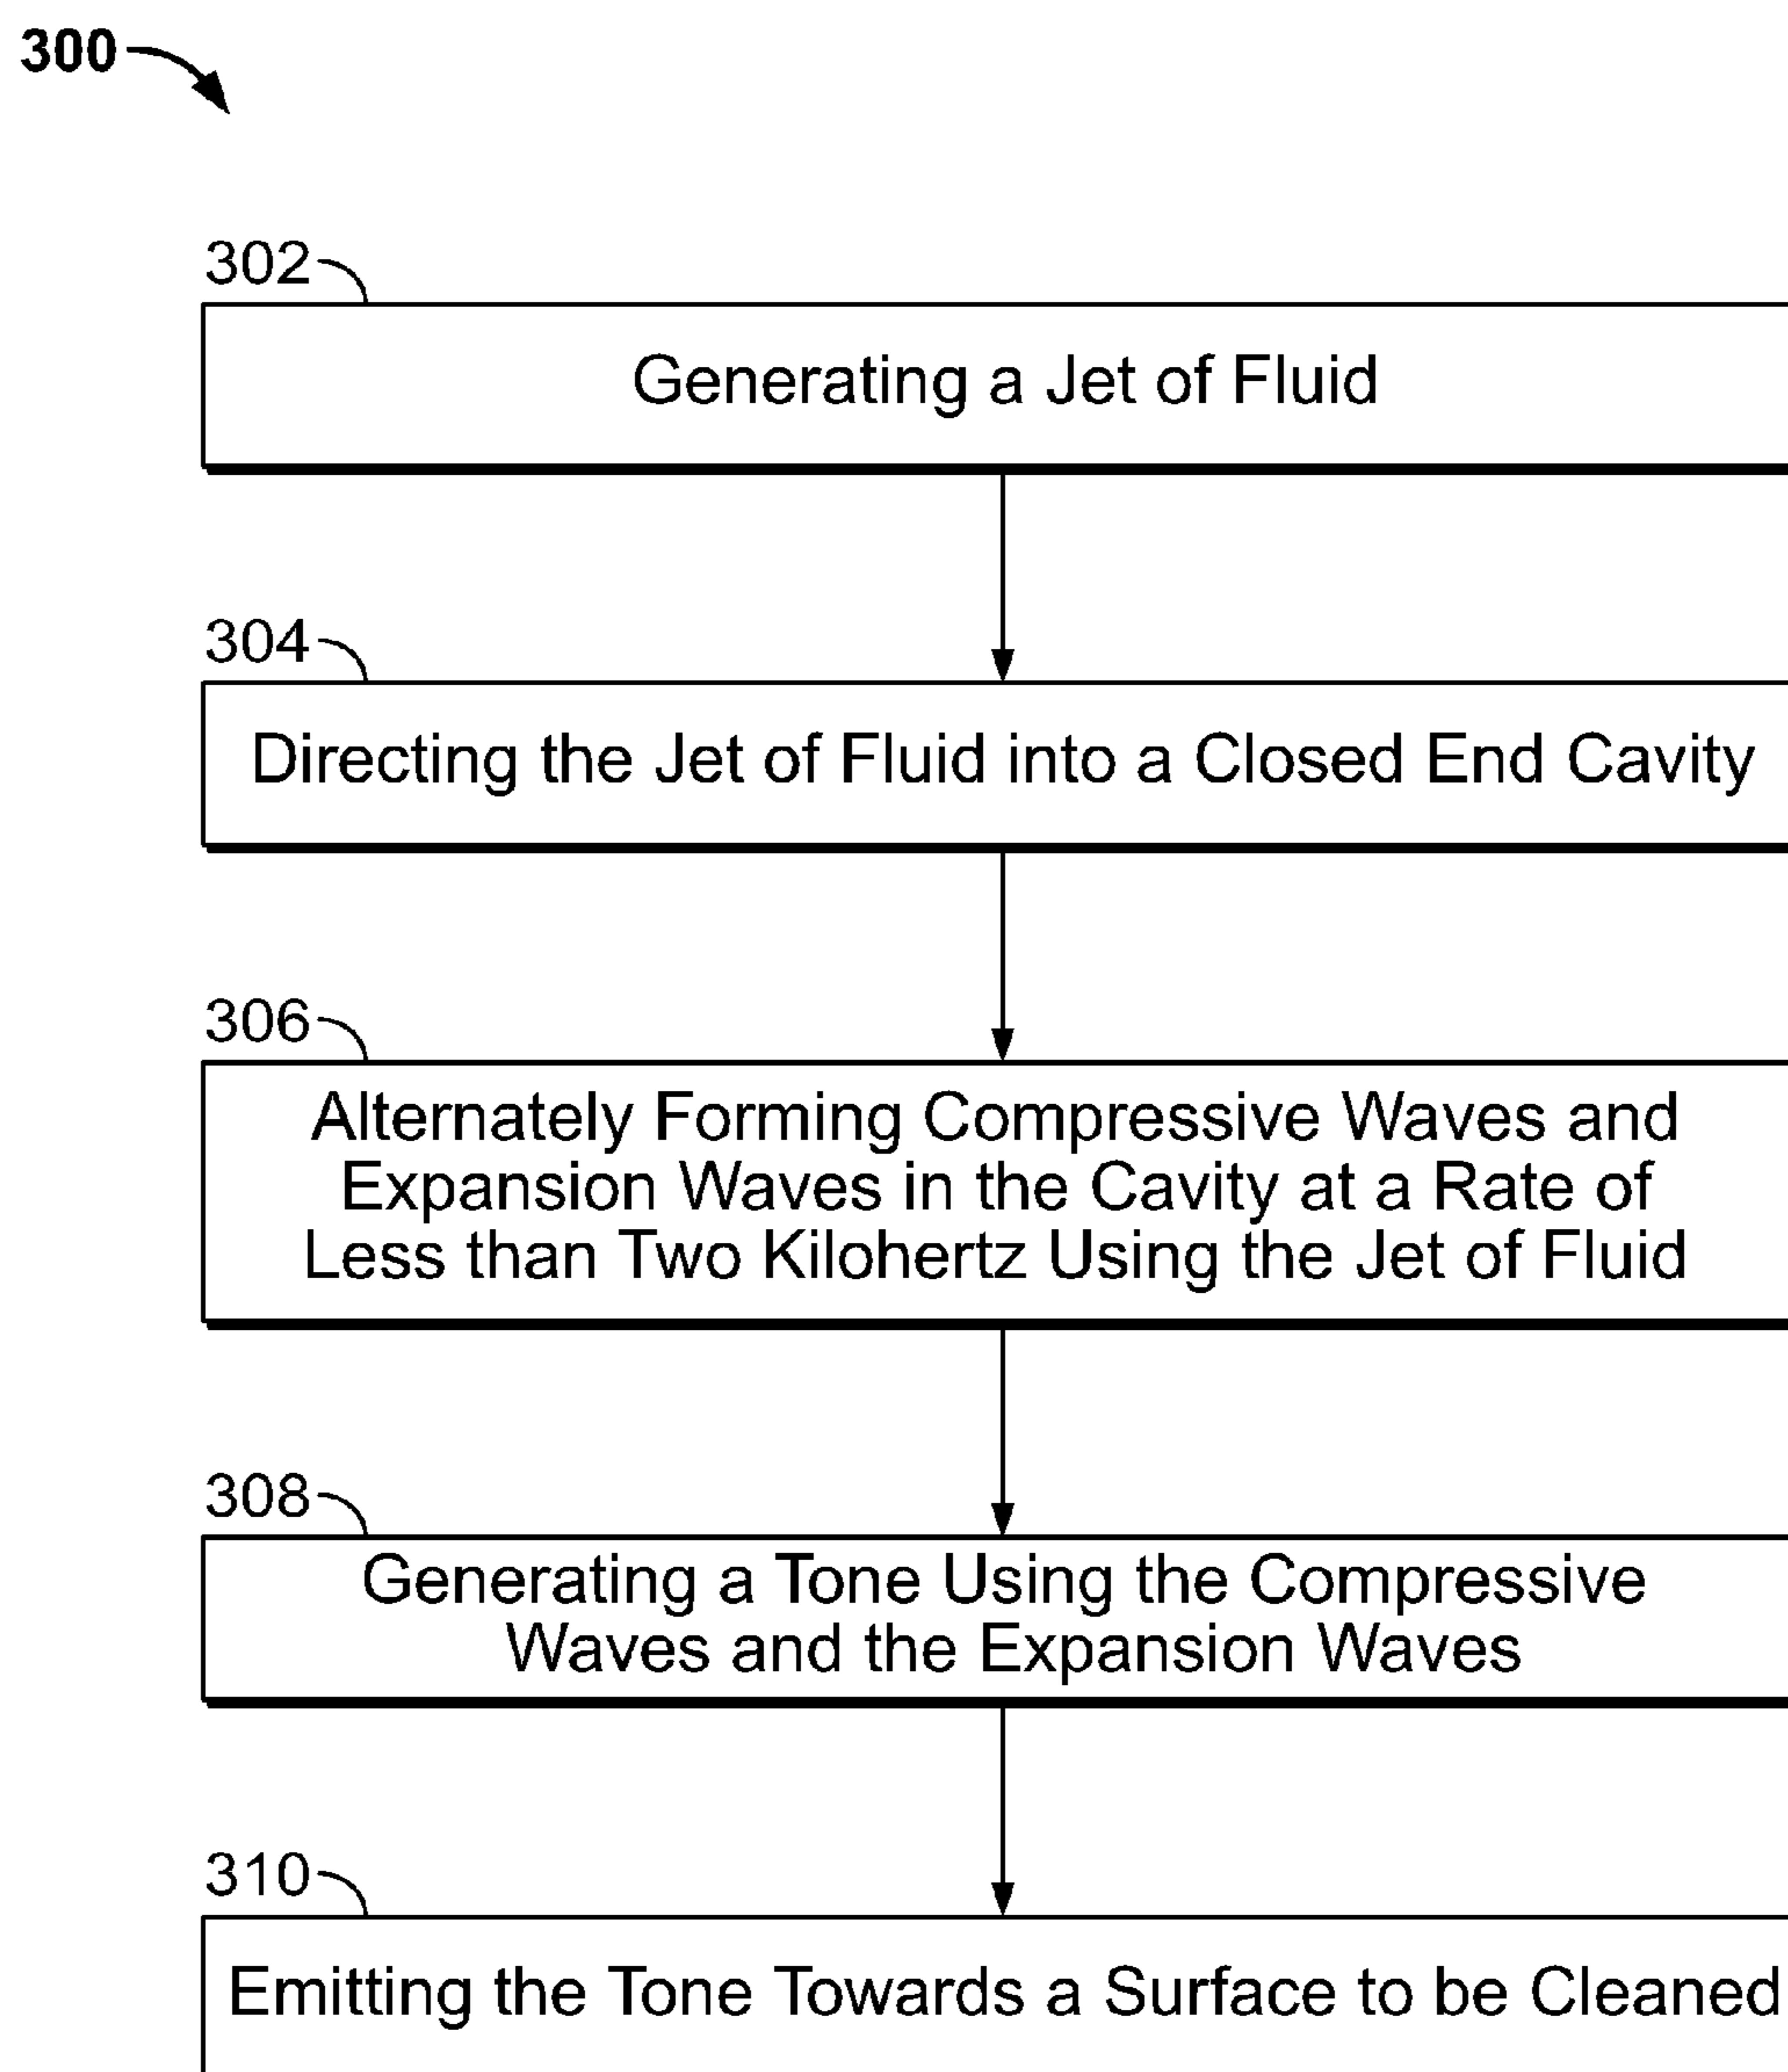 300
302
Generating a Jet of Fluid
304
Directing the Jet of Fluid into a Closed End Cavity
306
Alternately Forming Compressive Waves and
Expansion Waves in the Cavity at a Rate of
Less than Two Kilohertz Using the Jet of Fluid
308
Generating a Tone Using the Compressive
Waves and the Expansion Waves
310
Emitting the Tone Towards a Surface to be Cleaned